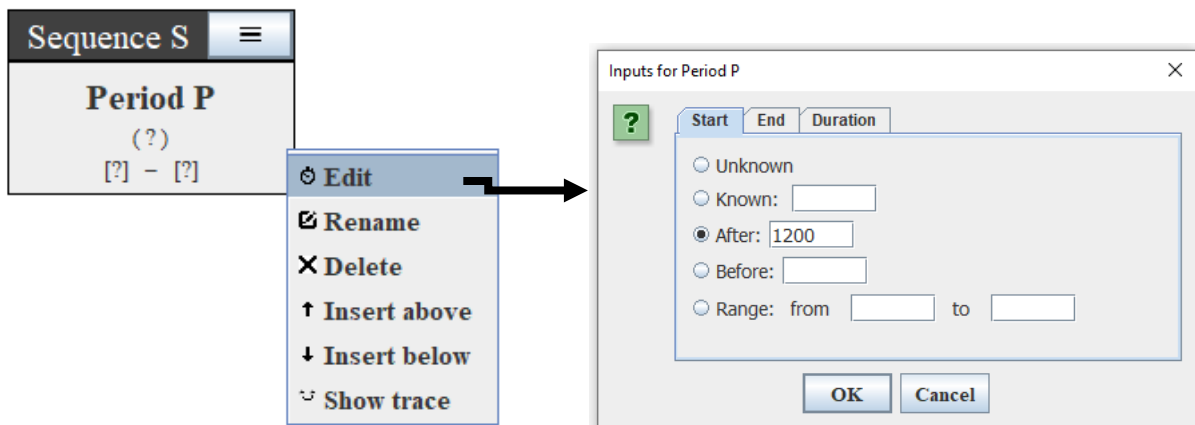 Sequence S ≡
Period P
(?)
[?] – [?]
Edit
Rename
Delete
Insert above
Insert below
Show trace
Inputs for Period P
?
Start End Duration
Unknown
Known:
After: 1200
Before:
Range: from to
OK Cancel